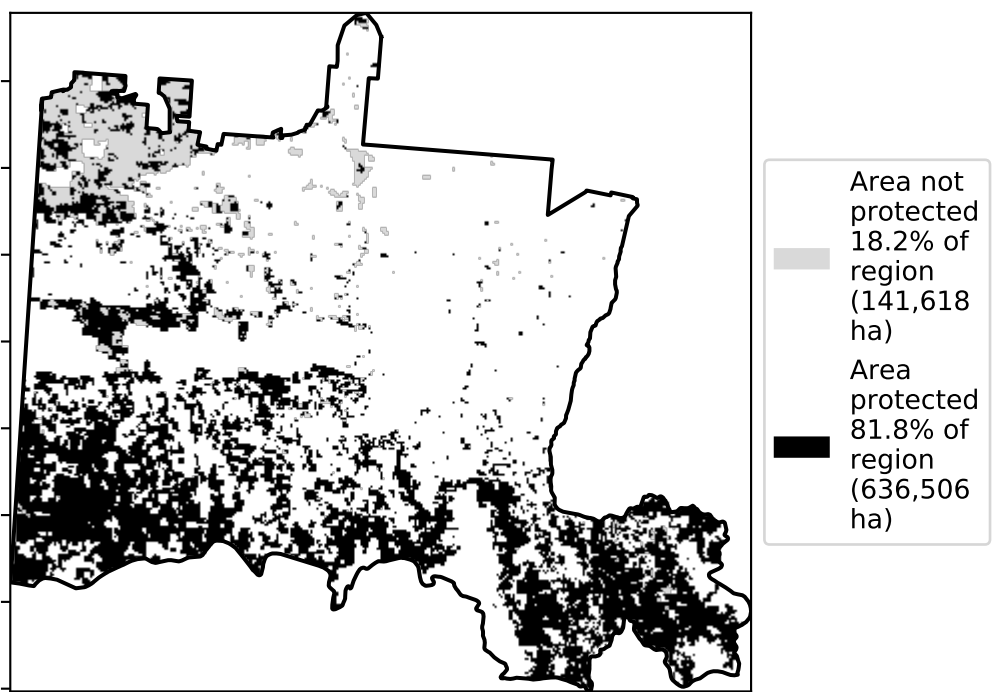 Area not
protected
18.2% of
region
(141,618
ha)
Area
protected
81.8% of
region
(636,506
ha)